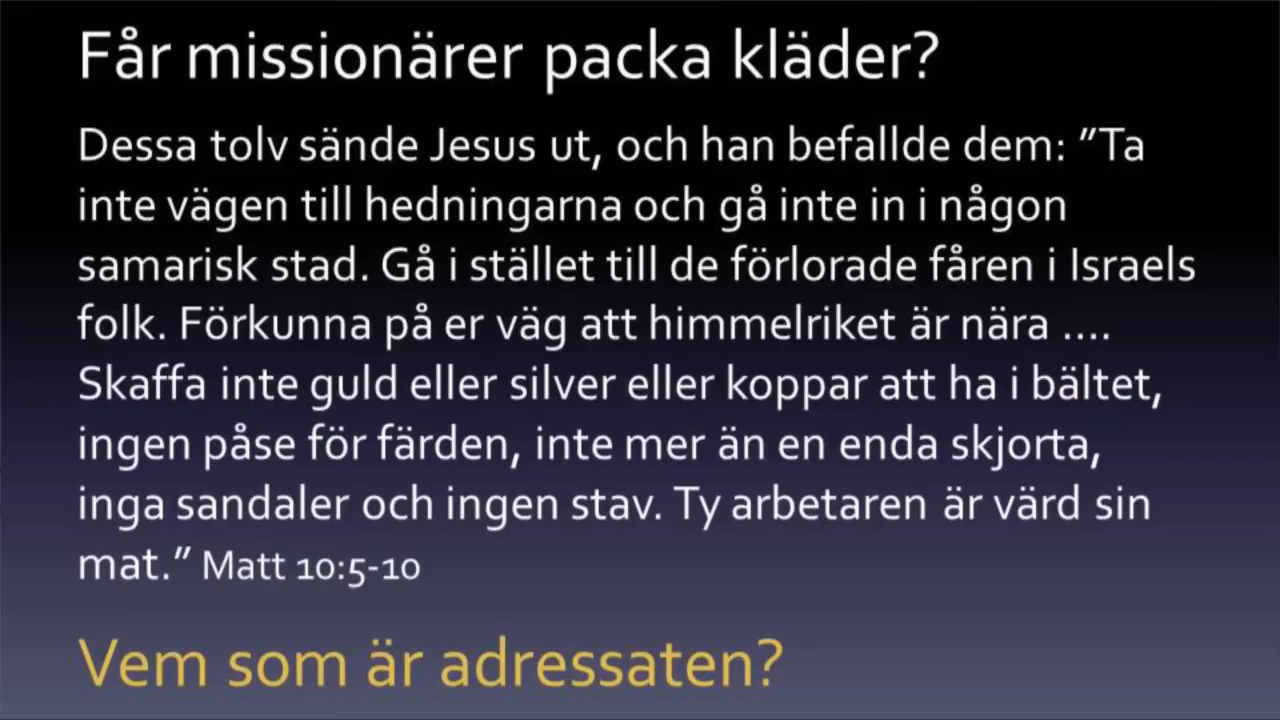 Får missionärer packa kläder?
Dessa tolv sände Jesus ut, och han befallde dem: ”Ta
inte vägen till hedningarna och gå inte in i någon
samarisk stad. Gå i stället till de förlorade fåren i Israels
folk. Förkunna på er väg att himmelriket är nära ....
Skaffa inte guld eller silver eller koppar att ha i bältet,
ingen påse för färden, inte mer än en enda skjorta,
inga sandaler och ingen stav. Ty arbetaren är värd sin
mat.” Matt 10:5-10
Vem som är adressaten?